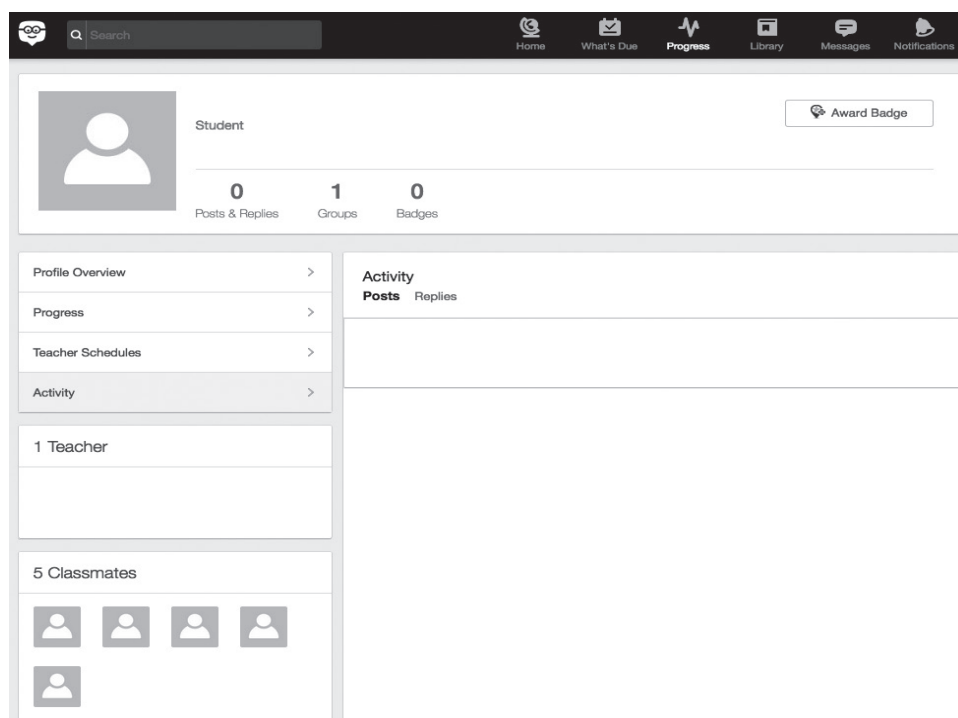 Search
Home What's Due Progress Library Messages Notifications
Student
Award Badge
0 1 0
Posts & Replies Groups Badges
Profile Overview
Progress
Teacher Schedules
Activity
1 Teacher
5 Classmates
Activity
Posts Replies